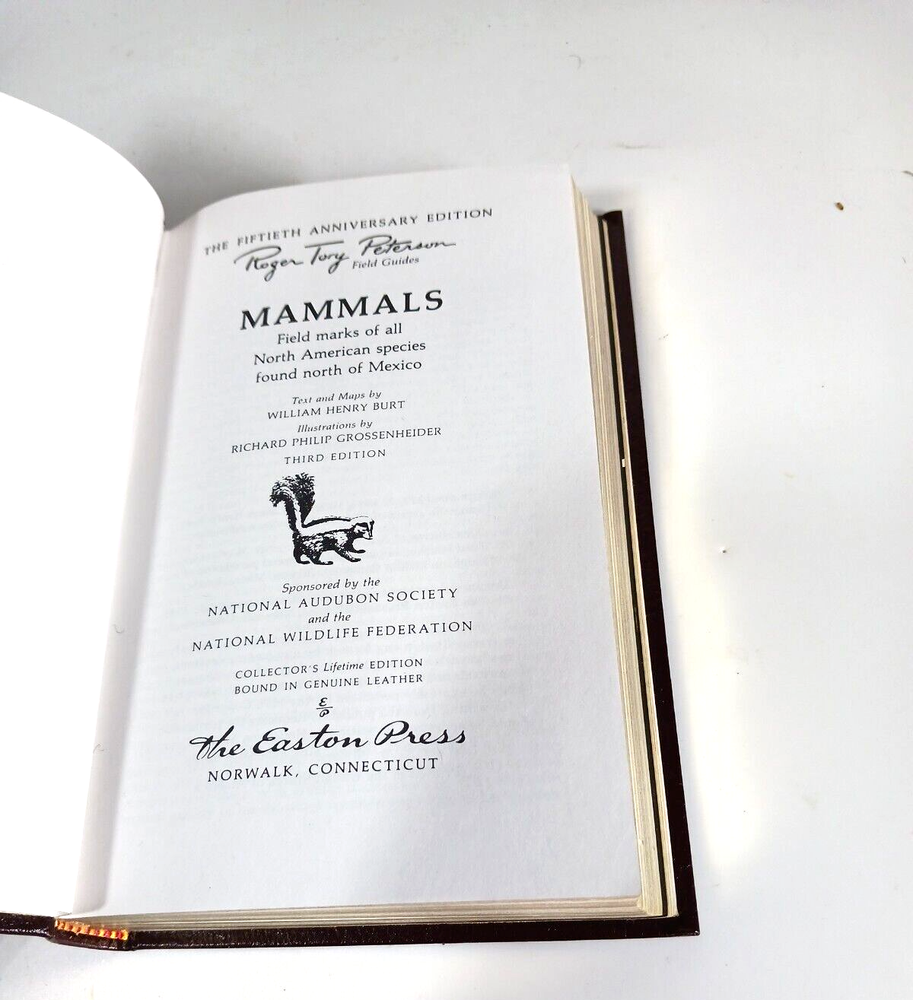 THE FIFTIETH ANNIVERSARY EDITION
Roger Tory Peterson
Field Guides
MAMMALS
Field marks of all
North American species
found north of Mexico
Text and Maps by
WILLIAM HENRY BURT
Illustrations by
RICHARD PHILIP GROSSENHEIDER
THIRD EDITION
Sponsored by the
NATIONAL AUDUBON SOCIETY
and the
NATIONAL WILDLIFE FEDERATION
COLLECTOR'S Lifetime EDITION
BOUND IN GENUINE LEATHER
E
P
The Easton Press
NORWALK, CONNECTICUT